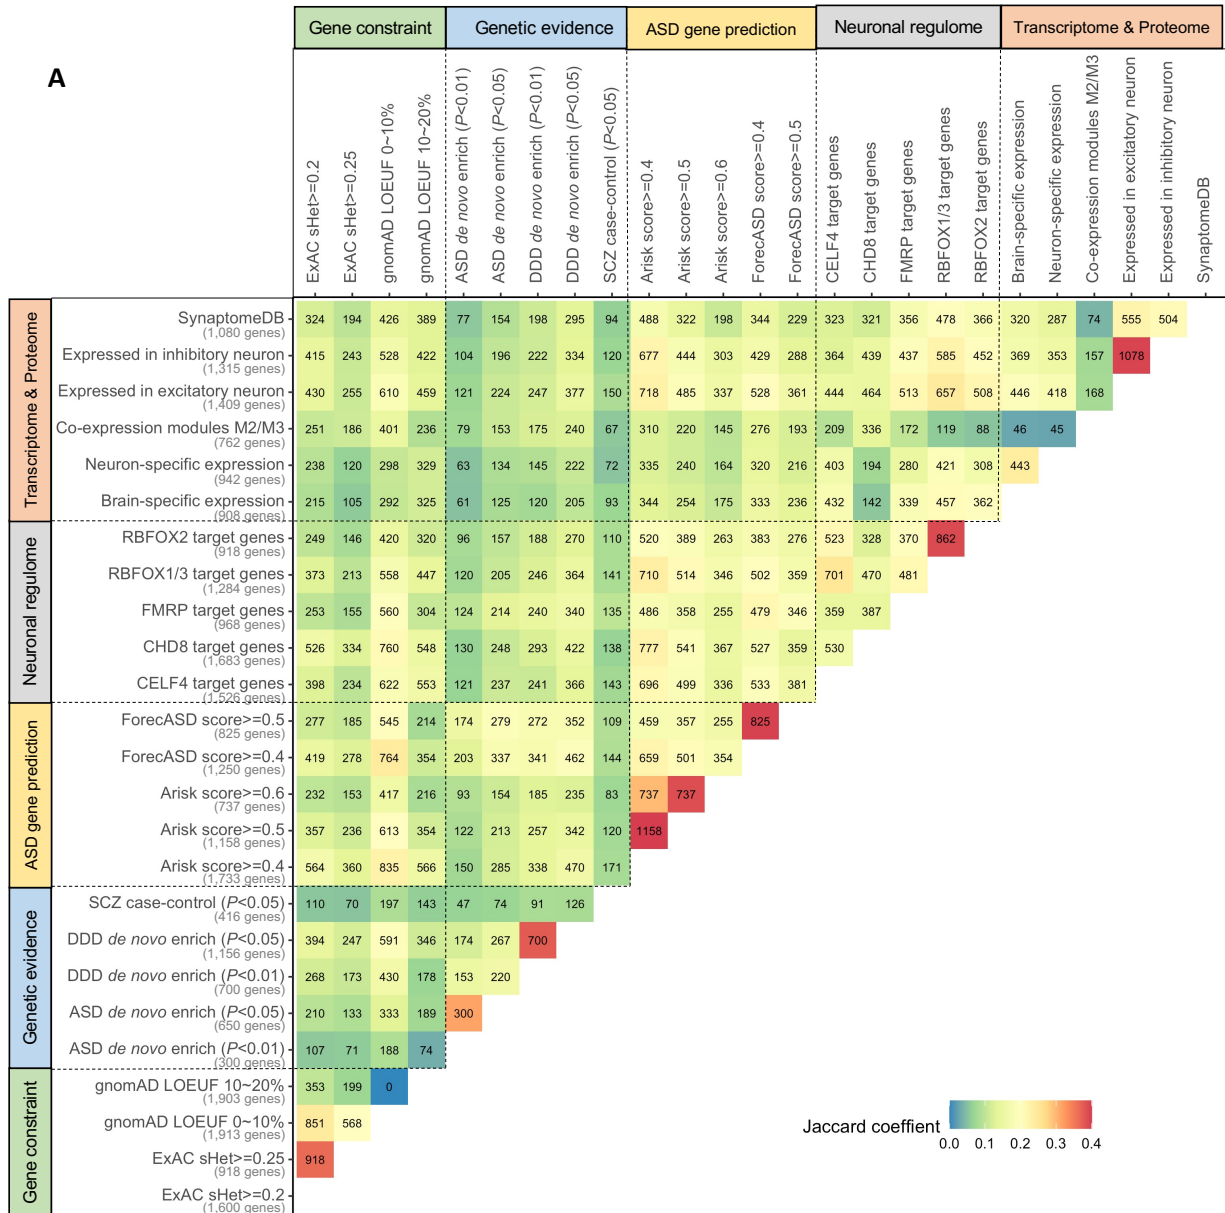 A
Gene constraint Genetic evidence ASD gene prediction Neuronal regulome Transcriptome & Proteome
ExAC sHet>=0.2
ExAC sHet>=0.25
gnomAD LOEUF 0~10%
gnomAD LOEUF 10~20%
ASD de novo enrich (P<0.01)
ASD de novo enrich (P<0.05)
DDD de novo enrich (P<0.01)
DDD de novo enrich (P<0.05)
SCZ case-control (P<0.05)
Arisk score>=0.4
Arisk score>=0.5
Arisk score>=0.6
ForecASD score>=0.4
ForecASD score>=0.5
CELF4 target genes
CHD8 target genes
FMRP target genes
RBFOX1/3 target genes
RBFOX2 target genes
Brain-specific expression
Neuron-specific expression
Co-expression modules M2/M3
Expressed in excitatory neuron
Expressed in inhibitory neuron
SynaptomeDB
Transcriptome & Proteome
SynaptomeDB 324 194 426 389 77 154 198 295 94 488 322 198 344 229 323 321 356 478 366 320 287 74 555 504
(1,080 genes)
Expressed in inhibitory neuron 415 243 528 422 104 196 222 334 120 677 444 303 429 288 364 439 437 585 452 369 353 157 1078
(1,315 genes)
Expressed in excitatory neuron 430 255 610 459 121 224 247 377 150 718 485 337 528 361 444 464 513 657 508 446 418 168
(1,409 genes)
Co-expression modules M2/M3 251 186 401 236 79 153 175 240 67 310 220 145 276 193 209 336 172 119 88 46 45
(762 genes)
Neuron-specific expression 238 120 298 329 63 134 145 222 72 335 240 164 320 216 403 194 280 421 308 443
(942 genes)
Brain-specific expression 215 105 292 325 61 125 120 205 93 344 254 175 333 236 432 142 339 457 362
(908 genes)
Neuronal regulome
RBFOX2 target genes 249 146 420 320 96 157 188 270 110 520 389 263 383 276 523 328 370 862
(918 genes)
RBFOX1/3 target genes 373 213 558 447 120 205 246 364 141 710 514 346 502 359 701 470 481
(1,284 genes)
FMRP target genes 253 155 560 304 124 214 240 340 135 486 358 255 479 346 359 387
(968 genes)
CHD8 target genes 526 334 760 548 130 248 293 422 138 777 541 367 527 359 530
(1,683 genes)
CELF4 target genes 398 234 622 553 121 237 241 366 143 696 499 336 533 381
(1,526 genes)
ASD gene prediction
ForecASD score>=0.5 277 185 545 214 174 279 272 352 109 459 357 255 825
(825 genes)
ForecASD score>=0.4 419 278 764 354 203 337 341 462 144 659 501 354
(1,250 genes)
Arisk score>=0.6 232 153 417 216 93 154 185 235 83 737 737
(737 genes)
Arisk score>=0.5 357 236 613 354 122 213 257 342 120 1158
(1,158 genes)
Arisk score>=0.4 564 360 835 566 150 285 338 470 171
(1,733 genes)
Genetic evidence
SCZ case-control (P<0.05) 110 70 197 143 47 74 91 126
(416 genes)
DDD de novo enrich (P<0.05) 394 247 591 346 174 267 700
(1,156 genes)
DDD de novo enrich (P<0.01) 268 173 430 178 153 220
(700 genes)
ASD de novo enrich (P<0.05) 210 133 333 189 300
(650 genes)
ASD de novo enrich (P<0.01) 107 71 188 74
(300 genes)
Gene constraint
gnomAD LOEUF 10~20% 353 199 0
(1,903 genes)
gnomAD LOEUF 0~10% 851 568
(1,913 genes)
ExAC sHet>=0.25 918
(918 genes)
ExAC sHet>=0.2
(1,600 genes)
Jaccard coeffient
0.0 0.1 0.2 0.3 0.4